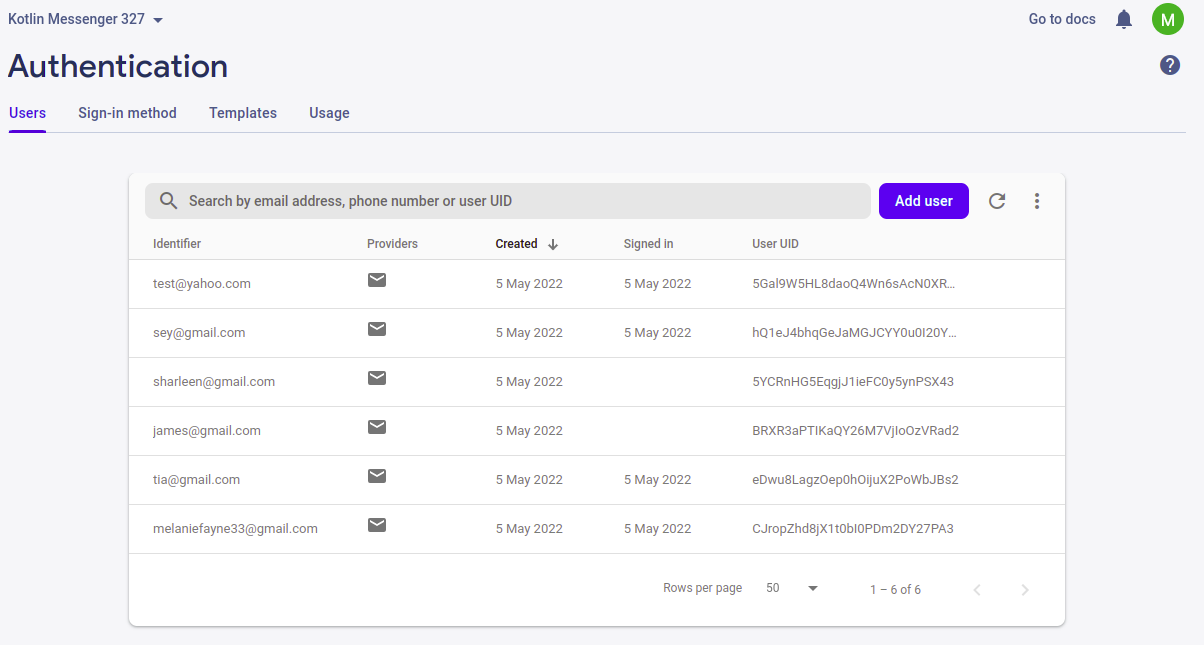 Kotlin Messenger 327
Go to docs
M
Authentication
Users Sign-in method Templates Usage
Search by email address, phone number or user UID
Add user
Identifier Providers Created Signed in User UID
test@yahoo.com 5 May 2022 5 May 2022 5Gal9W5HL8daoQ4Wn6sAcN0XR...
sey@gmail.com 5 May 2022 5 May 2022 hQ1eJ4bhqGeJaMGJCYY0u0I20Y...
sharleen@gmail.com 5 May 2022 5YCRnHG5EqgjJ1ieFC0y5ynPSX43
james@gmail.com 5 May 2022 BRXR3aPTIKaQY26M7VjIoOzVRad2
tia@gmail.com 5 May 2022 5 May 2022 eDwu8LagzOep0hOijuX2PoWbJBs2
melaniefayne33@gmail.com 5 May 2022 5 May 2022 CJropZhd8jX1t0bI0PDm2DY27PA3
Rows per page 50 1 – 6 of 6